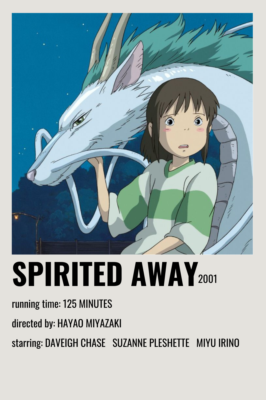 SPIRITED AWAY 2001
running time: 125 MINUTES
directed by: HAYAO MIYAZAKI
starring: DAVEIGH CHASE SUZANNE PLESHETTE MIYU IRINO